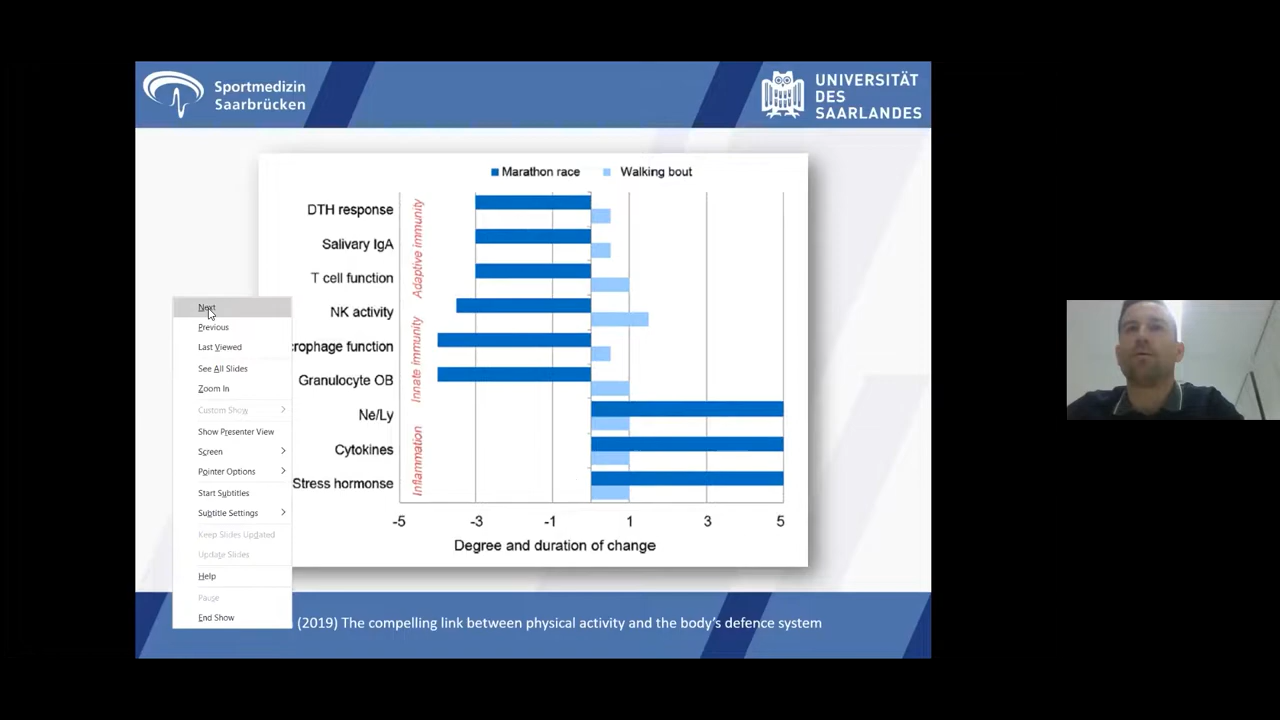 Sportmedizin
Saarbrücken
UNIVERSITÄT
DES
SAARLANDES
Marathon race
Walking bout
DTH response
Salivary IgA
T cell function
NK activity
rophage function
Granulocyte OB
Ne/Ly
Cytokines
Stress hormonse
Adaptive immunity
Innate immunity
Inflammation
-5 -3 -1 1 3 5
Degree and duration of change
Next
Previous
Last Viewed
See All Slides
Zoom In
Custom Show
Show Presenter View
Screen
Pointer Options
Start Subtitles
Subtitle Settings
Keep Slides Updated
Update Slides
Help
Pause
End Show
(2019) The compelling link between physical activity and the body's defence system